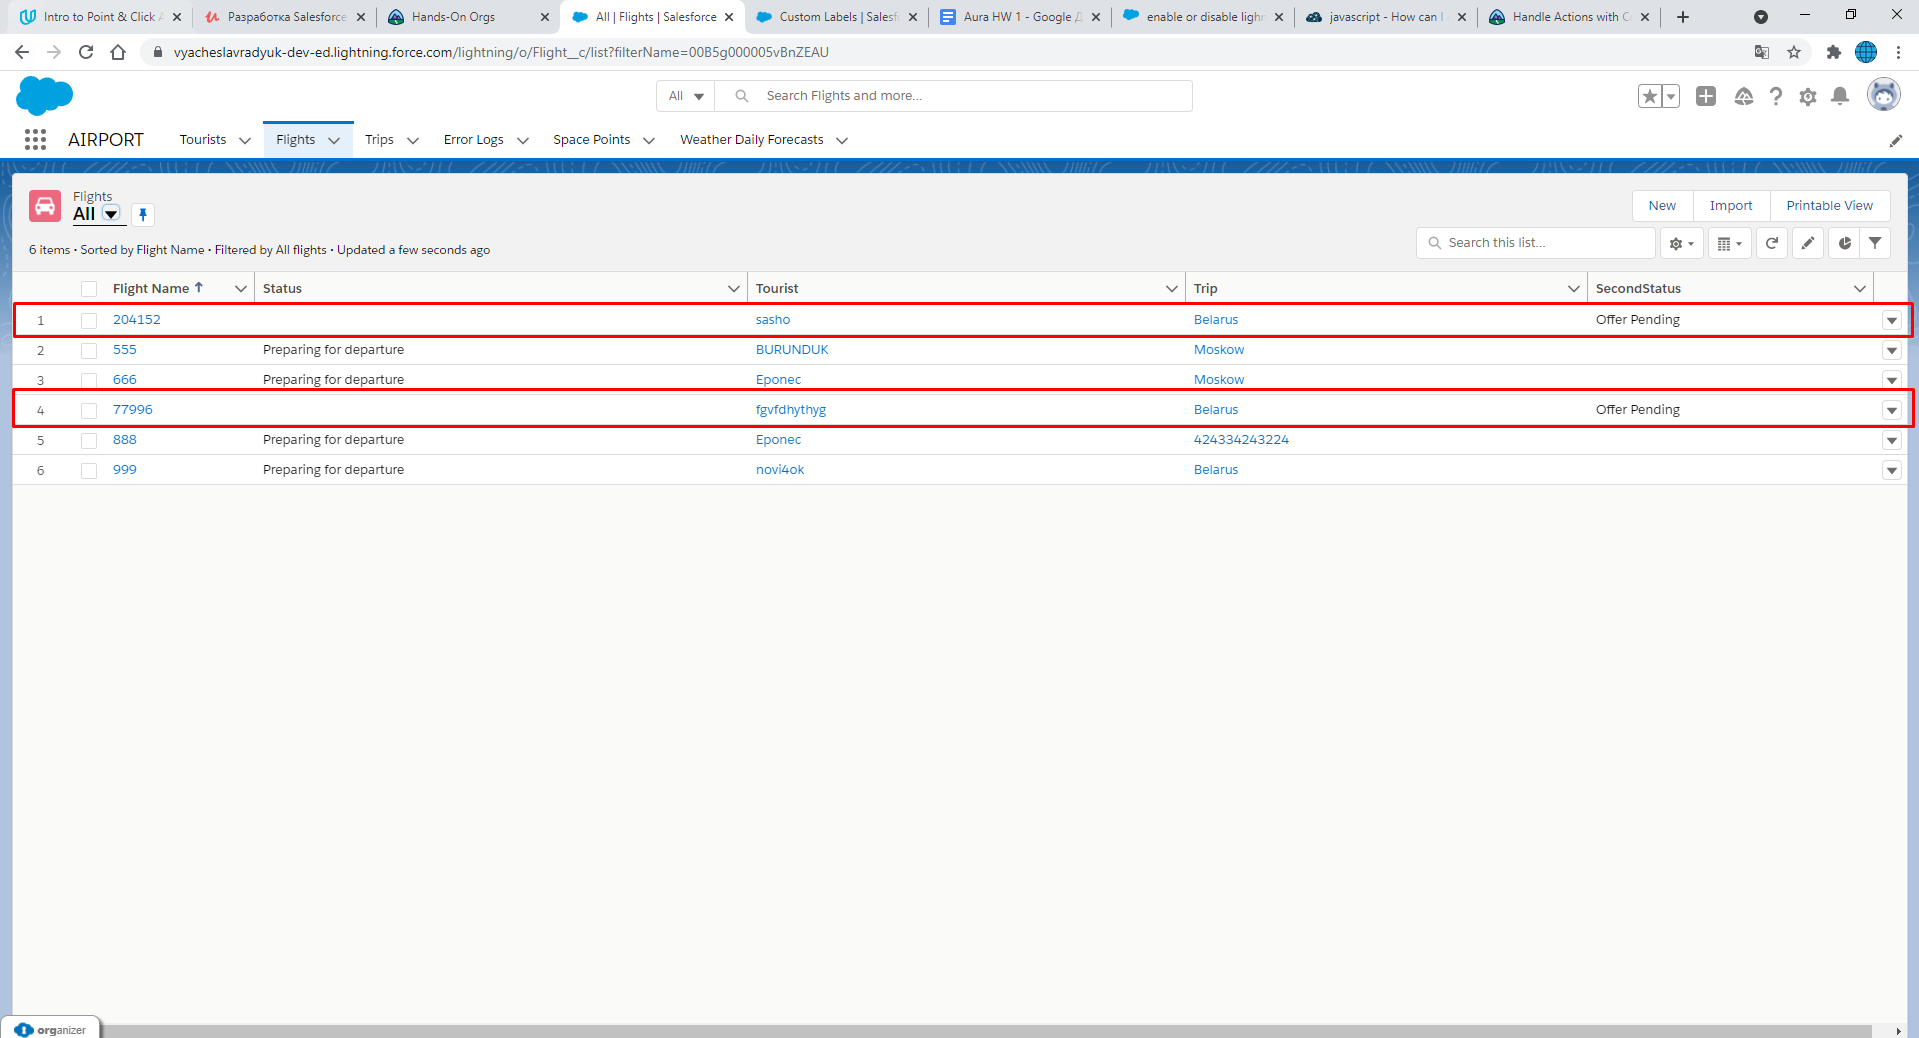 Intro to Point & Click
Разработка Salesforce
Hands-On Orgs
All | Flights | Salesforce
Custom Labels | Salesf
Aura HW 1 - Google Д
enable or disable light
javascript - How can I
Handle Actions with C
vyacheslavradyuk-dev-ed.lightning.force.com/lightning/o/Flight__c/list?filterName=00B5g000005vBnZEAU
All
Search Flights and more...
AIRPORT
Tourists
Flights
Trips
Error Logs
Space Points
Weather Daily Forecasts
Flights
All
New Import Printable View
6 items • Sorted by Flight Name • Filtered by All flights • Updated a few seconds ago
Search this list...
Flight Name Status Tourist Trip SecondStatus
1 204152 sasho Belarus Offer Pending
2 555 Preparing for departure BURUNDUK Moskow
3 666 Preparing for departure Eponec Moskow
4 77996 fgvfdhythyg Belarus Offer Pending
5 888 Preparing for departure Eponec 424334243224
6 999 Preparing for departure novi4ok Belarus
organizer